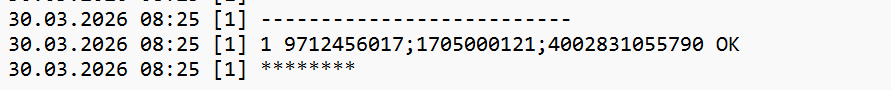 30.03.2026 08:25 [1] --------------------------
30.03.2026 08:25 [1] 1 9712456017;1705000121;4002831055790 OK
30.03.2026 08:25 [1] ********